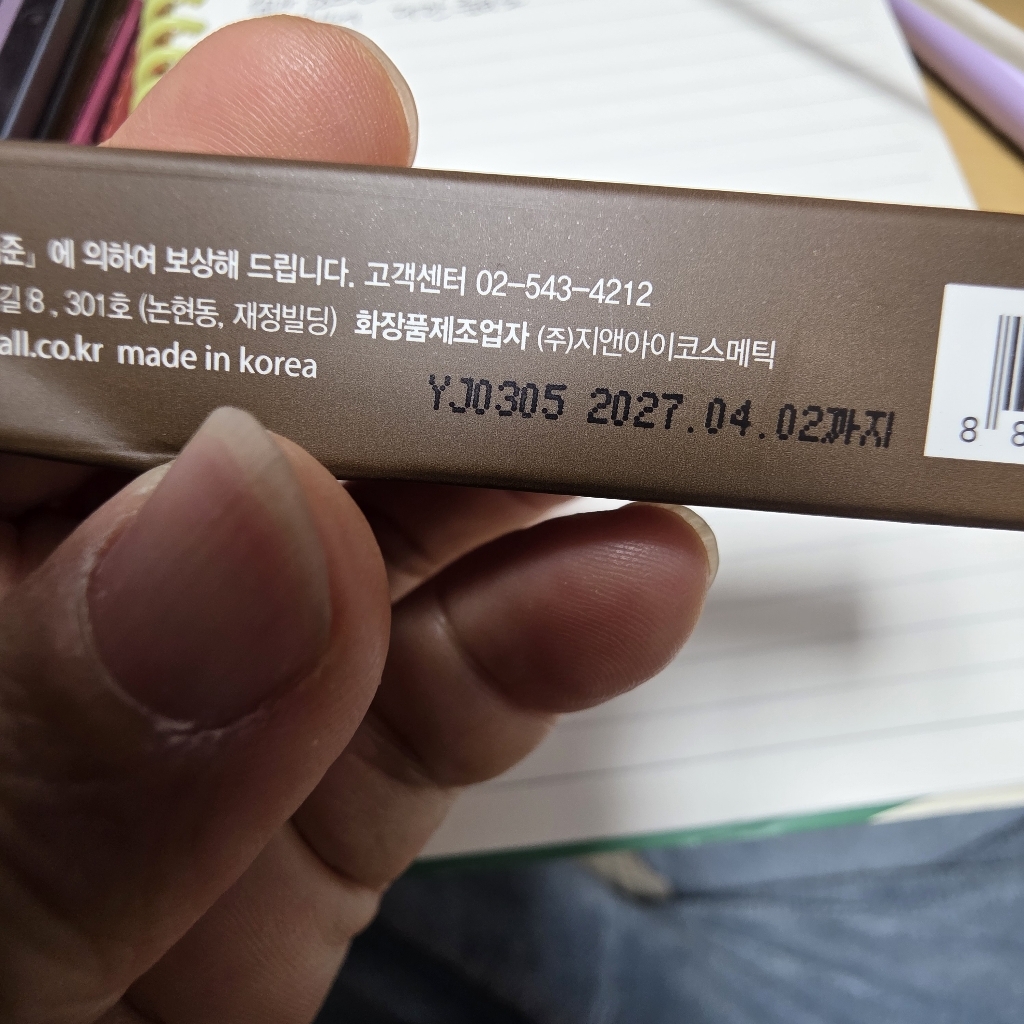 」에 의하여 보상해 드립니다. 고객센터 02-543-4212
길 8, 301호 (논현동, 재정빌딩) 화장품제조업자 (주)지앤아이코스메틱
all.co.kr made in korea
YJ0305 2027.04.02까지
8 8